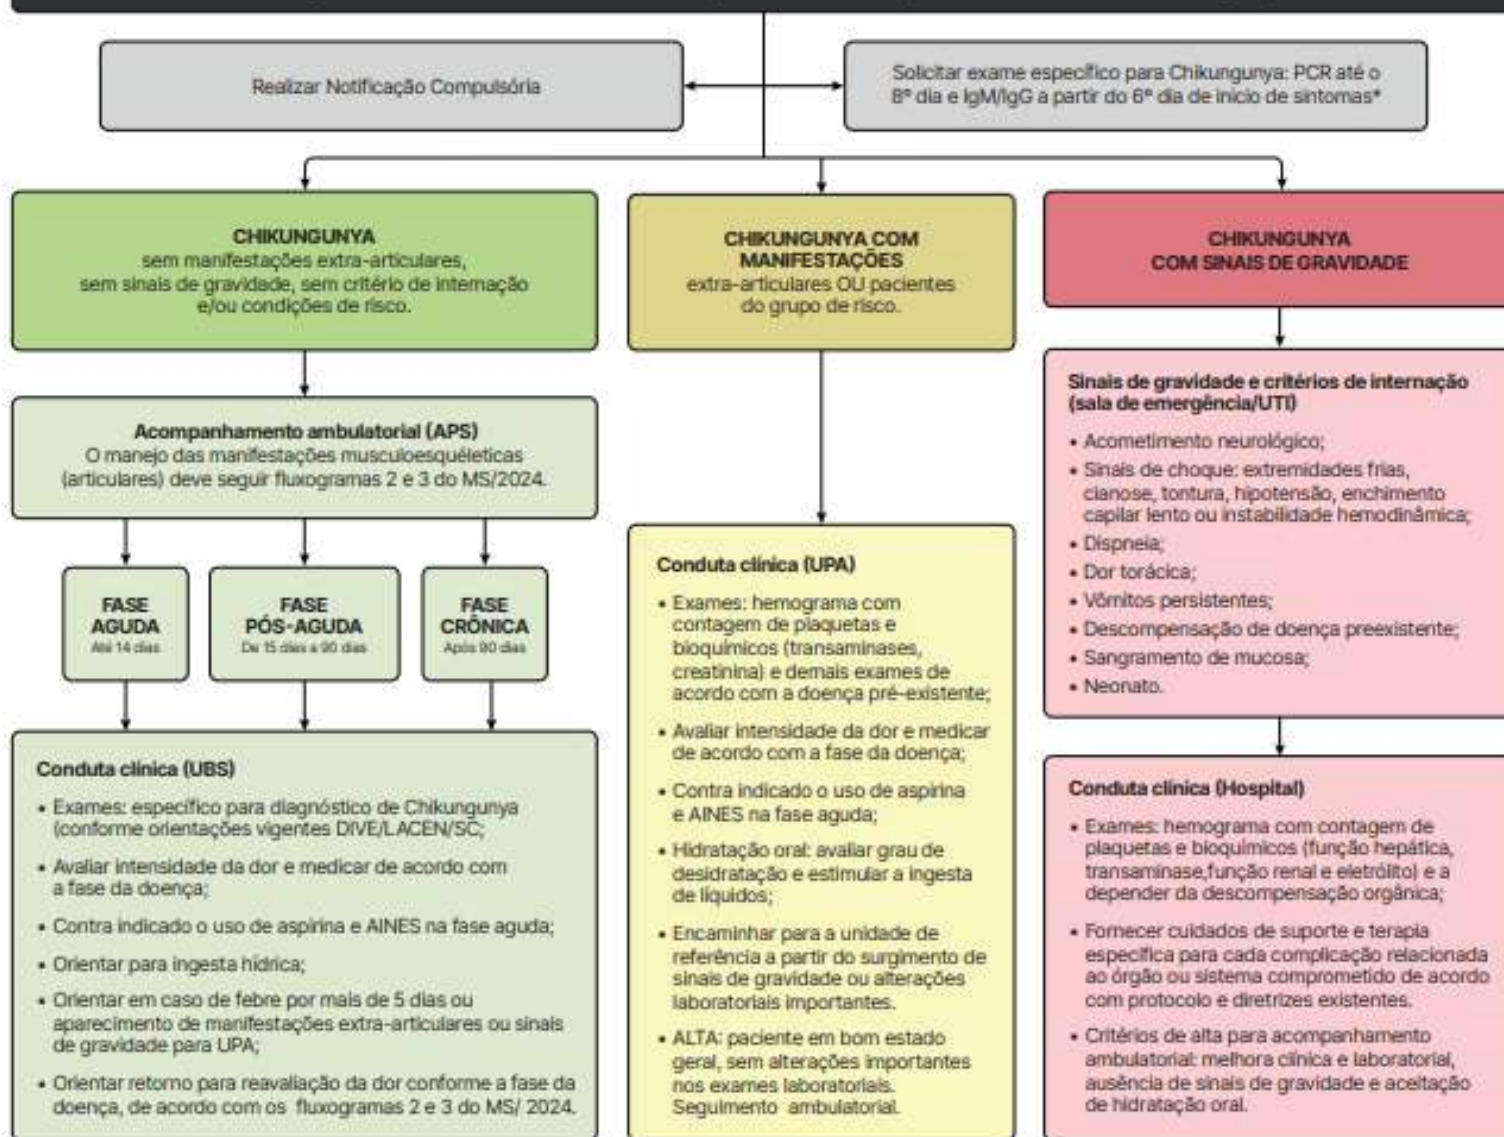 Realizar Notificação Compulsória
Solicitar exame específico para Chikungunya: PCR até o
8º dia e IgM/IgG a partir do 6º dia de inicio de sintomas*
CHIKUNGUNYA
sem manifestações extra-articulares,
sem sinais de gravidade, sem critério de internação
e/ou condições de risco.
Acompanhamento ambulatorial (APS)
O manejo das manifestações musculoesquéleticas
(articulares) deve seguir fluxogramas 2 e 3 do MS/2024.
FASE
AGUDA
Até 14 dias
FASE
PÓS-AGUDA
De 15 dias a 90 dias
FASE
CRÔNICA
Após 90 dias
Conduta clínica (UBS)
• Exames: específico para diagnóstico de Chikungunya
(conforme orientações vigentes DIVE/LACEN/SC;
• Avaliar intensidade da dor e medicar de acordo com
a fase da doença;
• Contra indicado o uso de aspirina e AINES na fase aguda;
• Orientar para ingesta hídrica;
• Orientar em caso de febre por mais de 5 dias ou
aparecimento de manifestações extra-articulares ou sinais
de gravidade para UPA;
• Orientar retorno para reavaliação da dor conforme a fase da
doença, de acordo com os fluxogramas 2 e 3 do MS/ 2024.
CHIKUNGUNYA COM
MANIFESTAÇÕES
extra-articulares OU pacientes
do grupo de risco.
Conduta clínica (UPA)
• Exames: hemograma com
contagem de plaquetas e
bioquímicos (transaminases,
creatinina) e demais exames de
acordo com a doença pré-existente;
• Avaliar intensidade da dor e medicar
de acordo com a fase da doença;
• Contra indicado o uso de aspirina
e AINES na fase aguda;
• Hidratação oral: avaliar grau de
desidratação e estimular a ingesta
de líquidos;
• Encaminhar para a unidade de
referência a partir do surgimento de
sinais de gravidade ou alterações
laboratoriais importantes.
• ALTA: paciente em bom estado
geral, sem alterações importantes
nos exames laboratoriais.
Seguimento ambulatorial.
CHIKUNGUNYA
COM SINAIS DE GRAVIDADE
Sinais de gravidade e critérios de internação
(sala de emergência/UTI)
• Acometimento neurológico;
• Sinais de choque: extremidades frias,
cianose, tontura, hipotensão, enchimento
capilar lento ou instabilidade hemodinâmica;
• Dispneia;
• Dor torácica;
• Vômitos persistentes;
• Descompensação de doença preexistente;
• Sangramento de mucosa;
• Neonato.
Conduta clínica (Hospital)
• Exames: hemograma com contagem de
plaquetas e bioquímicos (função hepática,
transaminase,função renal e eletrólito) e a
depender da descompensação orgânica;
• Fornecer cuidados de suporte e terapia
específica para cada complicação relacionada
ao órgão ou sistema comprometido de acordo
com protocolo e diretrizes existentes.
• Critérios de alta para acompanhamento
ambulatorial: melhora clínica e laboratorial,
ausência de sinais de gravidade e aceitação
de hidratação oral.